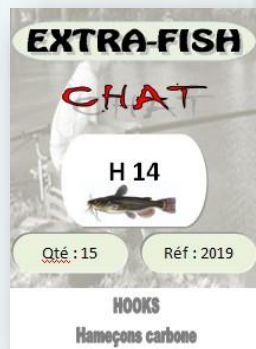 EXTRA-FISH
CHAT
H 14
Qté : 15
Réf : 2019
HOOKS
Hameçons carbone